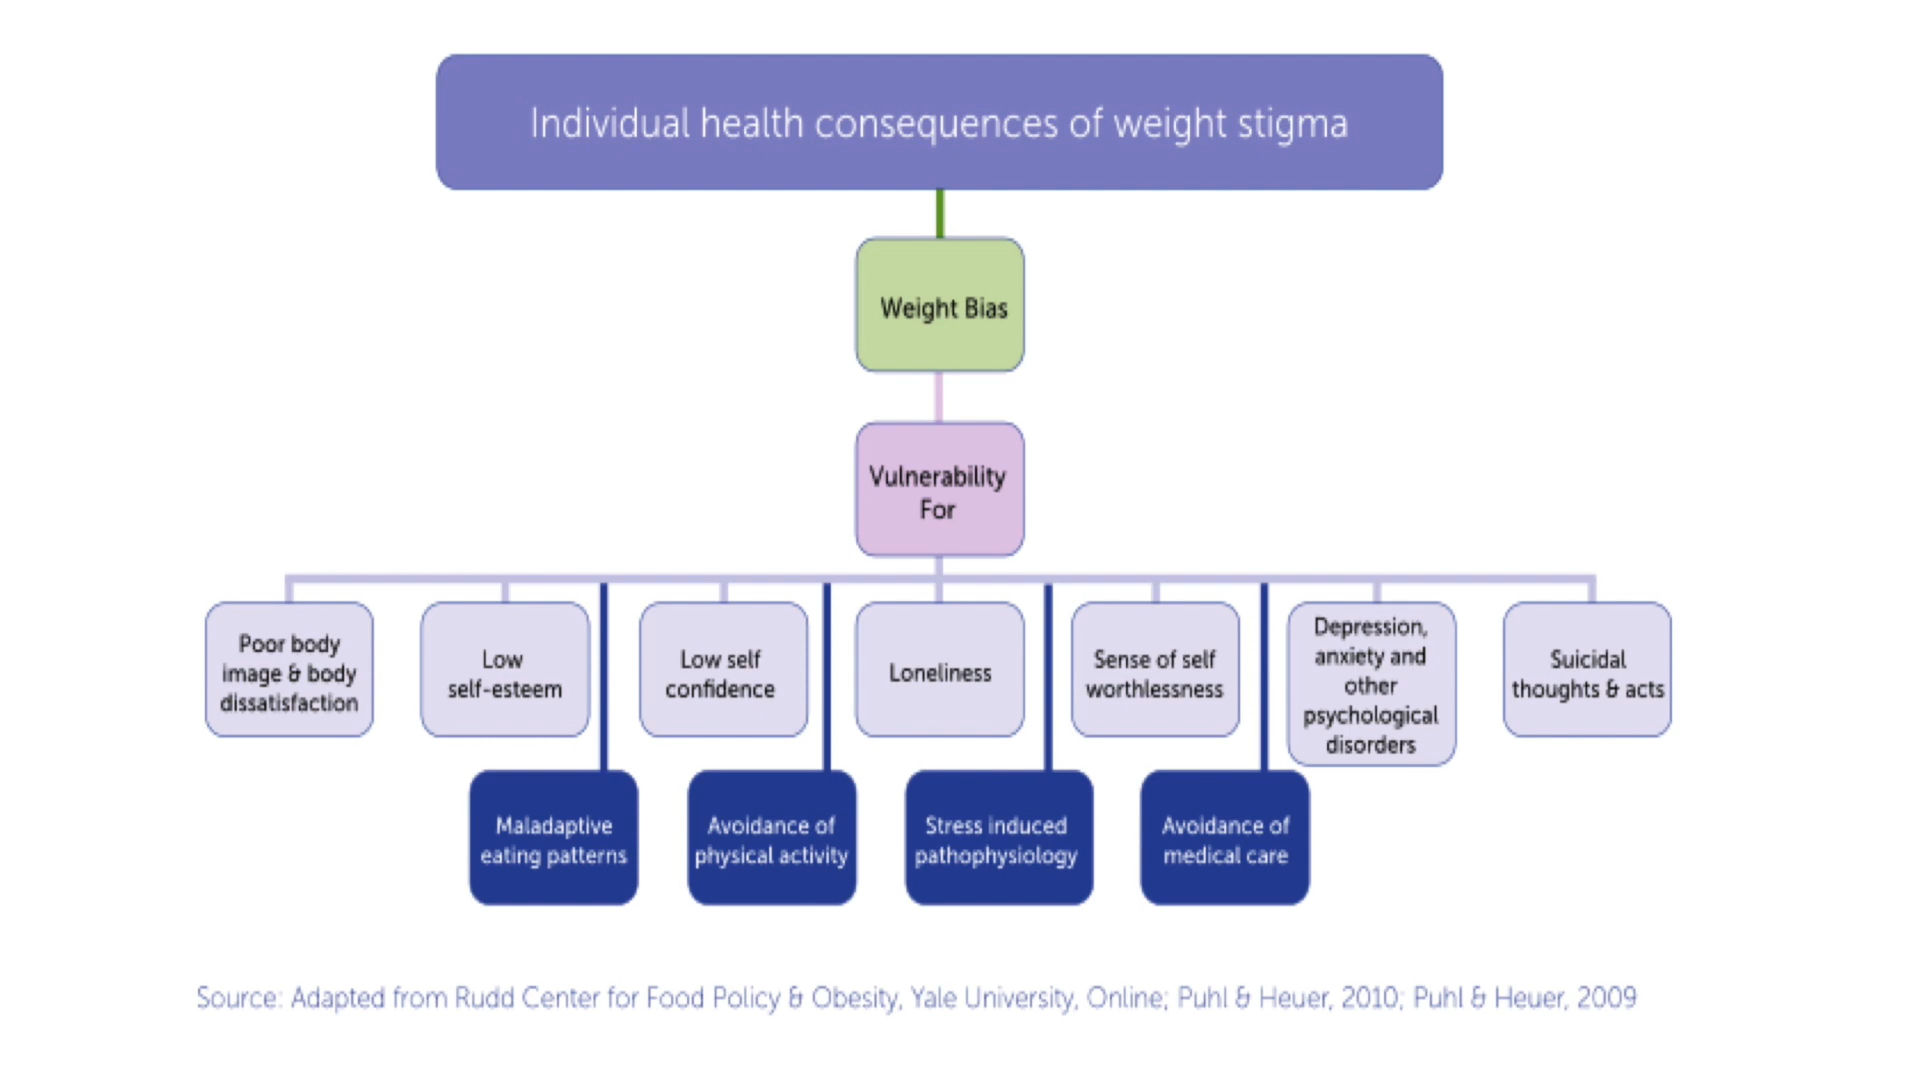 Individual health consequences of weight stigma
Weight Bias
Vulnerability
For
Poor body
image & body
dissatisfaction
Low
self-esteem
Low self
confidence
Loneliness
Sense of self
worthlessness
Depression,
anxiety and
other
psychological
disorders
Suicidal
thoughts & acts
Maladaptive
eating patterns
Avoidance of
physical activity
Stress induced
pathophysiology
Avoidance of
medical care
Source: Adapted from Rudd Center for Food Policy & Obesity, Yale University, Online; Puhl & Heuer, 2010; Puhl & Heuer, 2009